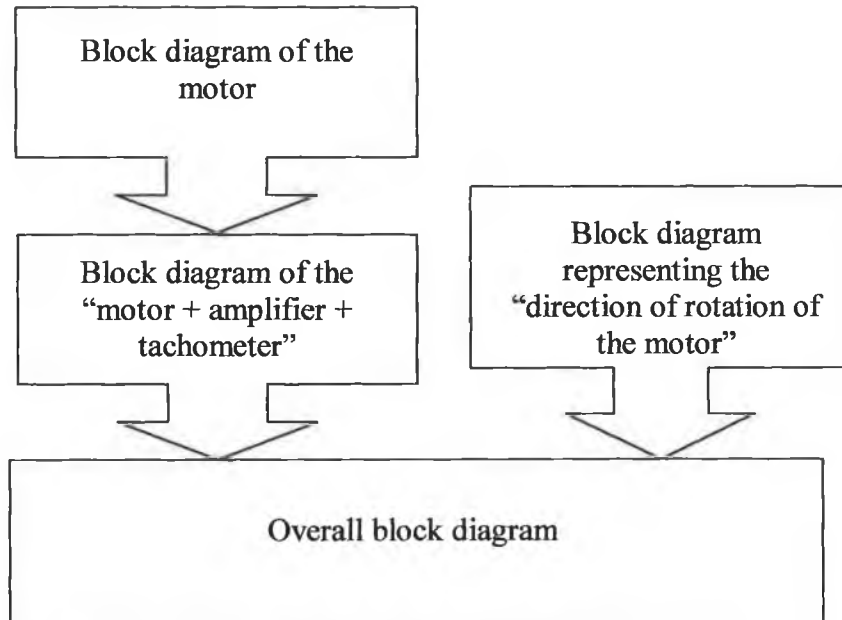 Block diagram of the
motor
Block diagram of the
“motor + amplifier +
tachometer”
Block diagram
representing the
“direction of rotation of
the motor”
Overall block diagram